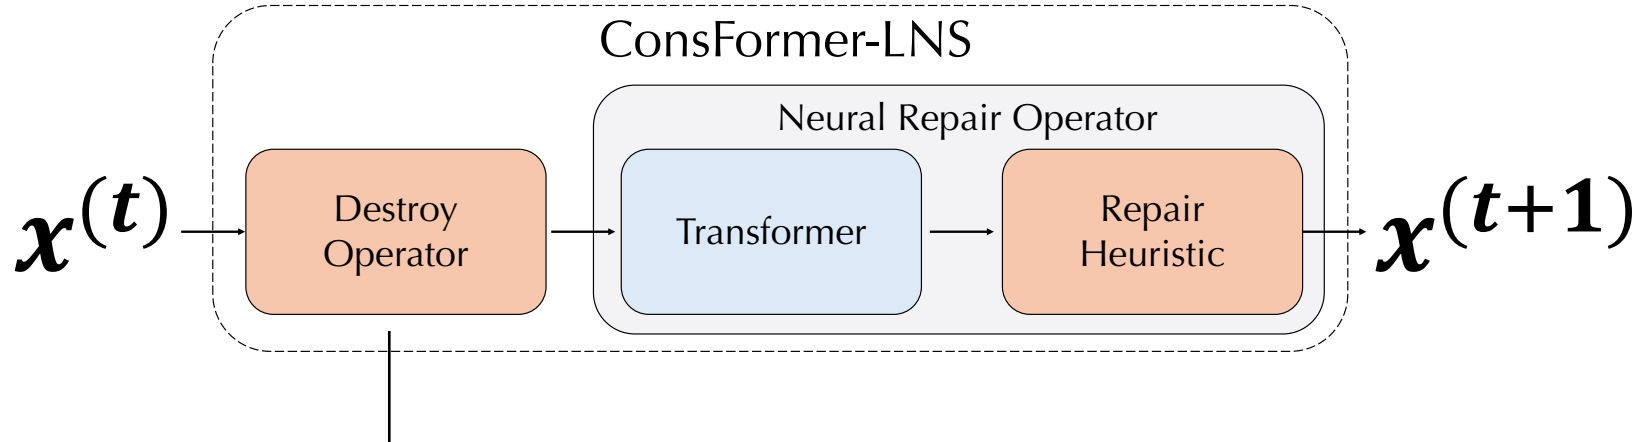 ConsFormer-LNS
Neural Repair Operator
x^(t)
Destroy
Operator
Transformer
Repair
Heuristic
x^(t+1)